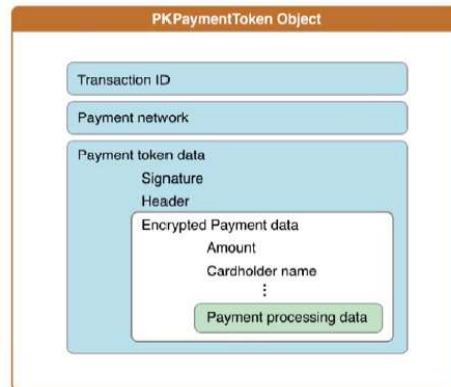 PKPaymentToken Object
Transaction ID
Payment network
Payment token data
Signature
Header
Encrypted Payment data
Amount
Cardholder name
⋮
Payment processing data